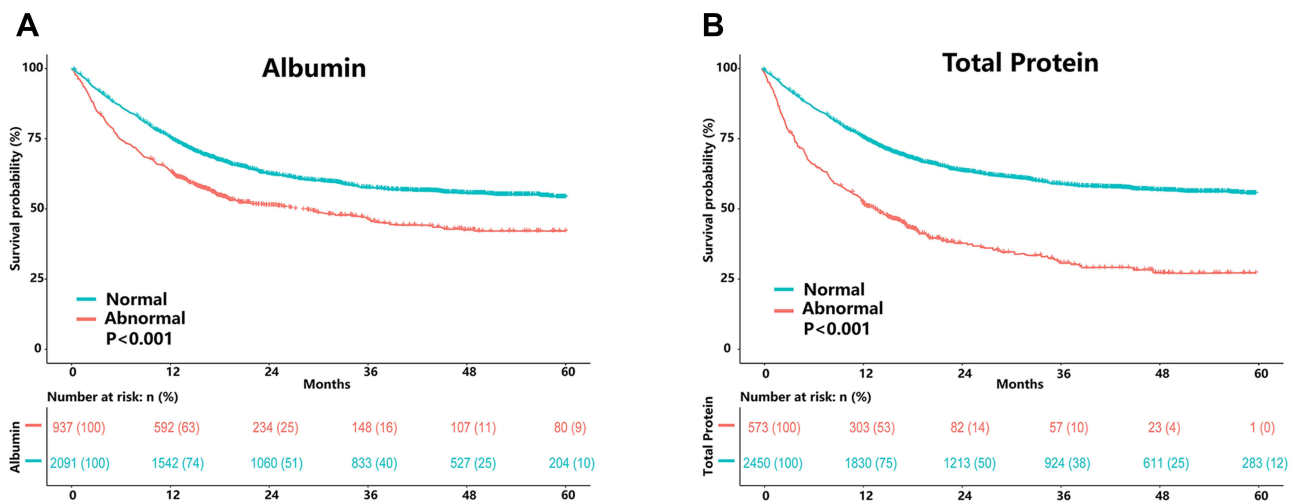 A
Albumin
Survival probability (%)
100
75
50
25
0
Normal
Abnormal
P<0.001
0 12 24 36 48 60
Months
Number at risk: n (%)
Albumin
937 (100) 592 (63) 234 (25) 148 (16) 107 (11) 80 (9)
2091 (100) 1542 (74) 1060 (51) 833 (40) 527 (25) 204 (10)
0 12 24 36 48 60
B
Total Protein
Survival probability (%)
100
75
50
25
0
Normal
Abnormal
P<0.001
0 12 24 36 48 60
Months
Number at risk: n (%)
Total Protein
573 (100) 303 (53) 82 (14) 57 (10) 23 (4) 1 (0)
2450 (100) 1830 (75) 1213 (50) 924 (38) 611 (25) 283 (12)
0 12 24 36 48 60